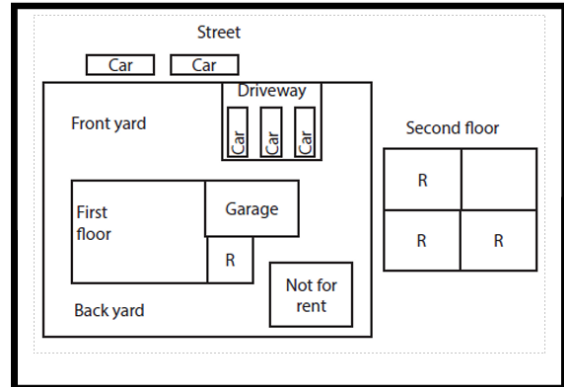 Street
Car
Car
Driveway
Front yard
Car
Car
Car
Second floor
R
R
R
First
floor
Garage
R
Not for
rent
Back yard